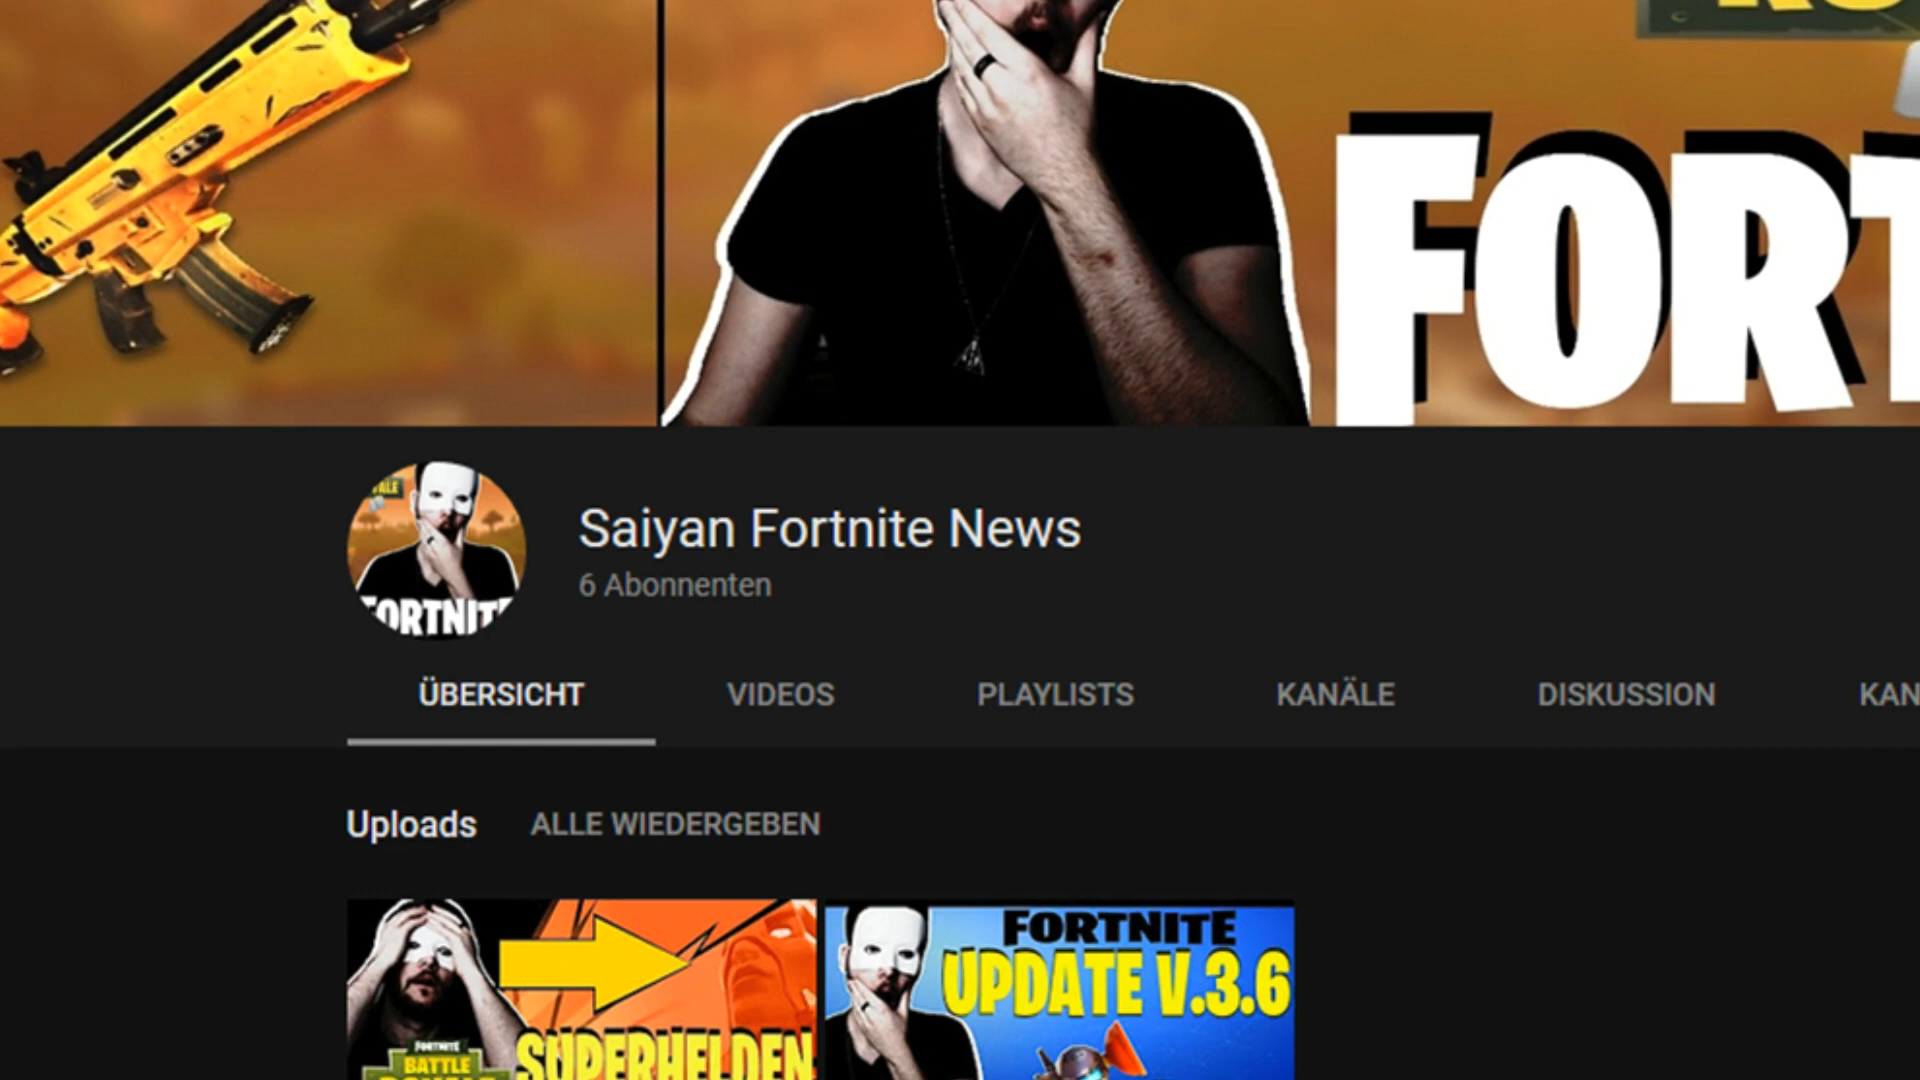 FORT
Saiyan Fortnite News
6 Abonnenten
ÜBERSICHT VIDEOS PLAYLISTS KANÄLE DISKUSSION KAN
Uploads ALLE WIEDERGEBEN
SUPERHELDEN
FORTNITE
BATTLE
FORTNITE
UPDATE V.3.6